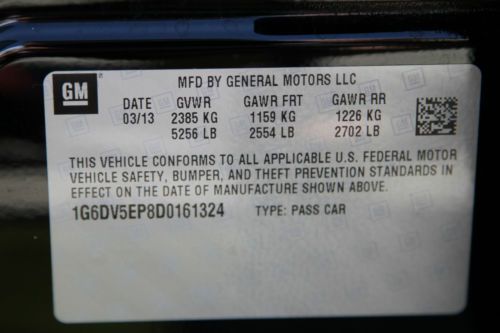 GM
MFD BY GENERAL MOTORS LLC
DATE GVWR GAWR FRT GAWR RR
03/13 2385 KG 1159 KG 1226 KG
5256 LB 2554 LB 2702 LB
THIS VEHICLE CONFORMS TO ALL APPLICABLE U.S. FEDERAL MOTOR
VEHICLE SAFETY, BUMPER, AND THEFT PREVENTION STANDARDS IN
EFFECT ON THE DATE OF MANUFACTURE SHOWN ABOVE.
1G6DV5EP8D0161324 TYPE: PASS CAR